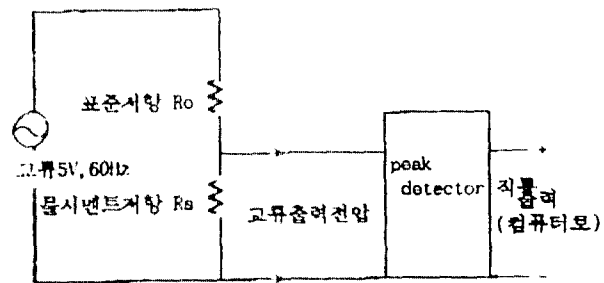 표준저항 Ro
교류5V, 60Hz
물시멘트저항 Rs
교류출력전압
peak
detector
직류
출력
(컴퓨터로)
+
-